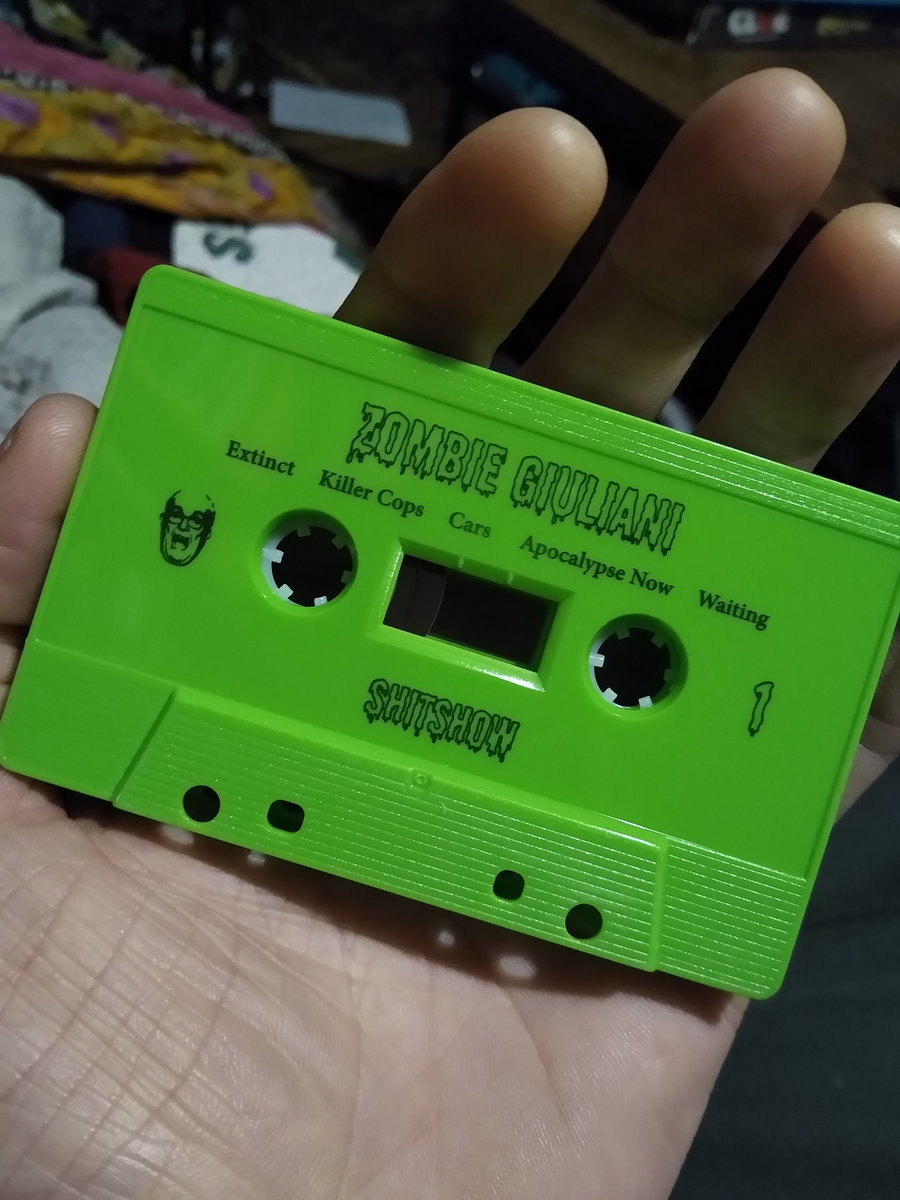 ZOMBIE GIULIANI
Extinct Killer Cops Cars Apocalypse Now Waiting
SHITSHOW
1